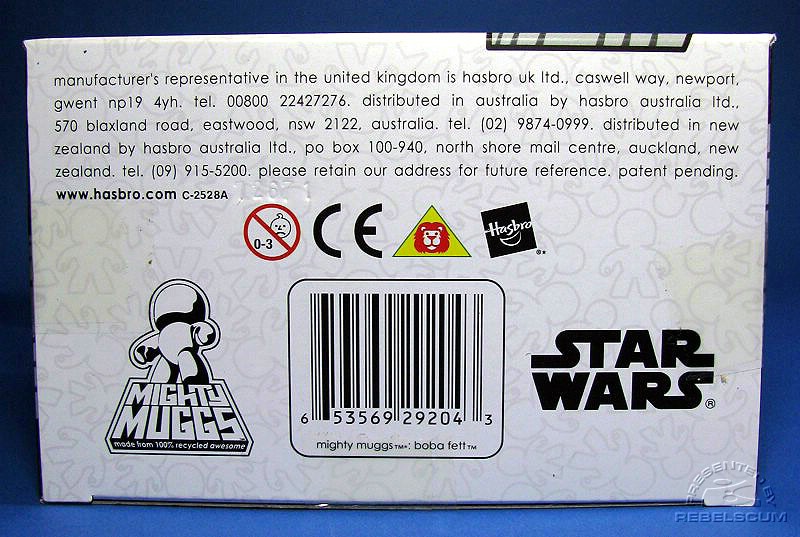 manufacturer's representative in the united kingdom is hasbro uk ltd., caswell way, newport,
gwent np19 4yh. tel. 00800 22427276. distributed in australia by hasbro australia ltd.,
570 blaxland road, eastwood, nsw 2122, australia. tel. (02) 9874-0999. distributed in new
zealand by hasbro australia ltd., po box 100-940, north shore mail centre, auckland, new
zealand. tel. (09) 915-5200. please retain our address for future reference. patent pending.
www.hasbro.com C-2528A
0-3 CE Hasbro ®*
MIGHTY
MUGGS™
made from 100% recycled awesome
6 53569 29204 3
mighty muggs™*: boba fett™
STAR
WARS®
PRESENTED BY
REBELSCUM